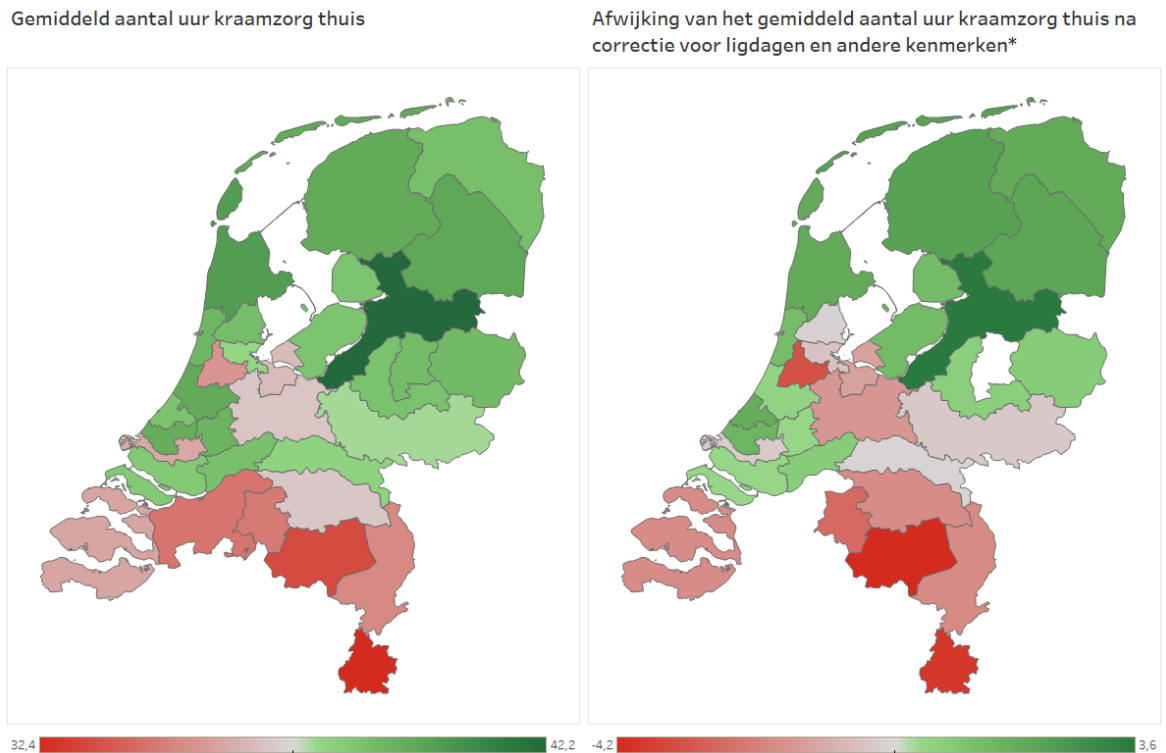 Gemiddeld aantal uur kraamzorg thuis
Afwijking van het gemiddeld aantal uur kraamzorg thuis na
correctie voor ligdagen en andere kenmerken*
32,4
42,2
-4,2
3,6